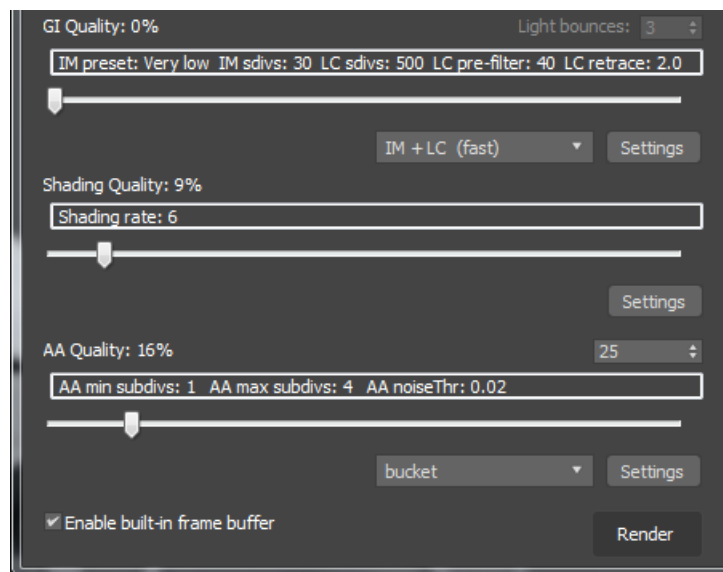 GI Quality: 0% Light bounces: 3
IM preset: Very low IM sdivs: 30 LC sdivs: 500 LC pre-filter: 40 LC retrace: 2.0
IM + LC (fast) Settings
Shading Quality: 9%
Shading rate: 6
Settings
AA Quality: 16% 25
AA min subdivs: 1 AA max subdivs: 4 AA noiseThr: 0.02
bucket Settings
Enable built-in frame buffer
Render